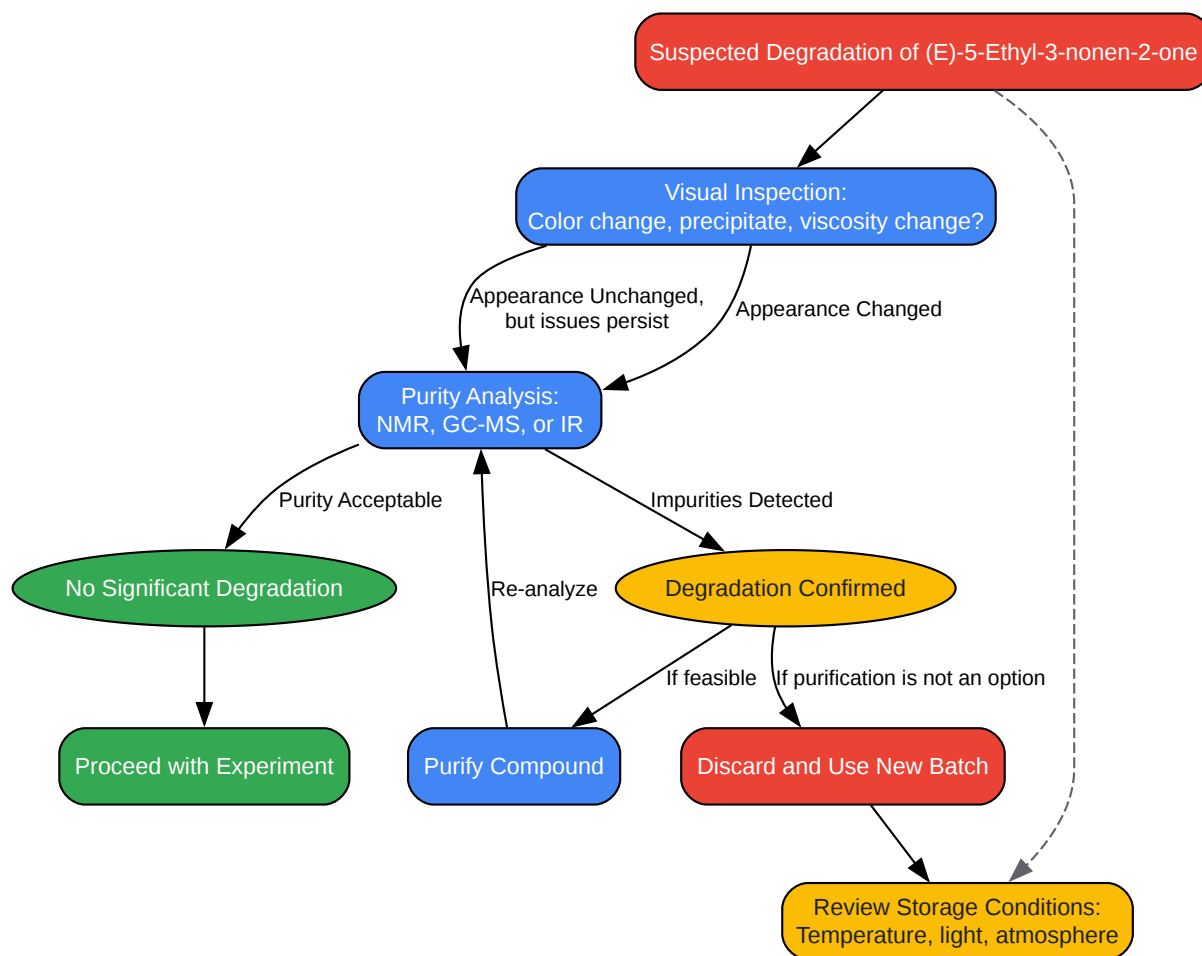 Suspected Degradation of (E)-5-Ethyl-3-nonen-2-one
Visual Inspection:
Color change, precipitate, viscosity change?
Appearance Unchanged,
but issues persist
Appearance Changed
Purity Analysis:
NMR, GC-MS, or IR
Purity Acceptable
Impurities Detected
No Significant Degradation
Re-analyze
Degradation Confirmed
If feasible
If purification is not an option
Proceed with Experiment
Purify Compound
Discard and Use New Batch
Review Storage Conditions:
Temperature, light, atmosphere